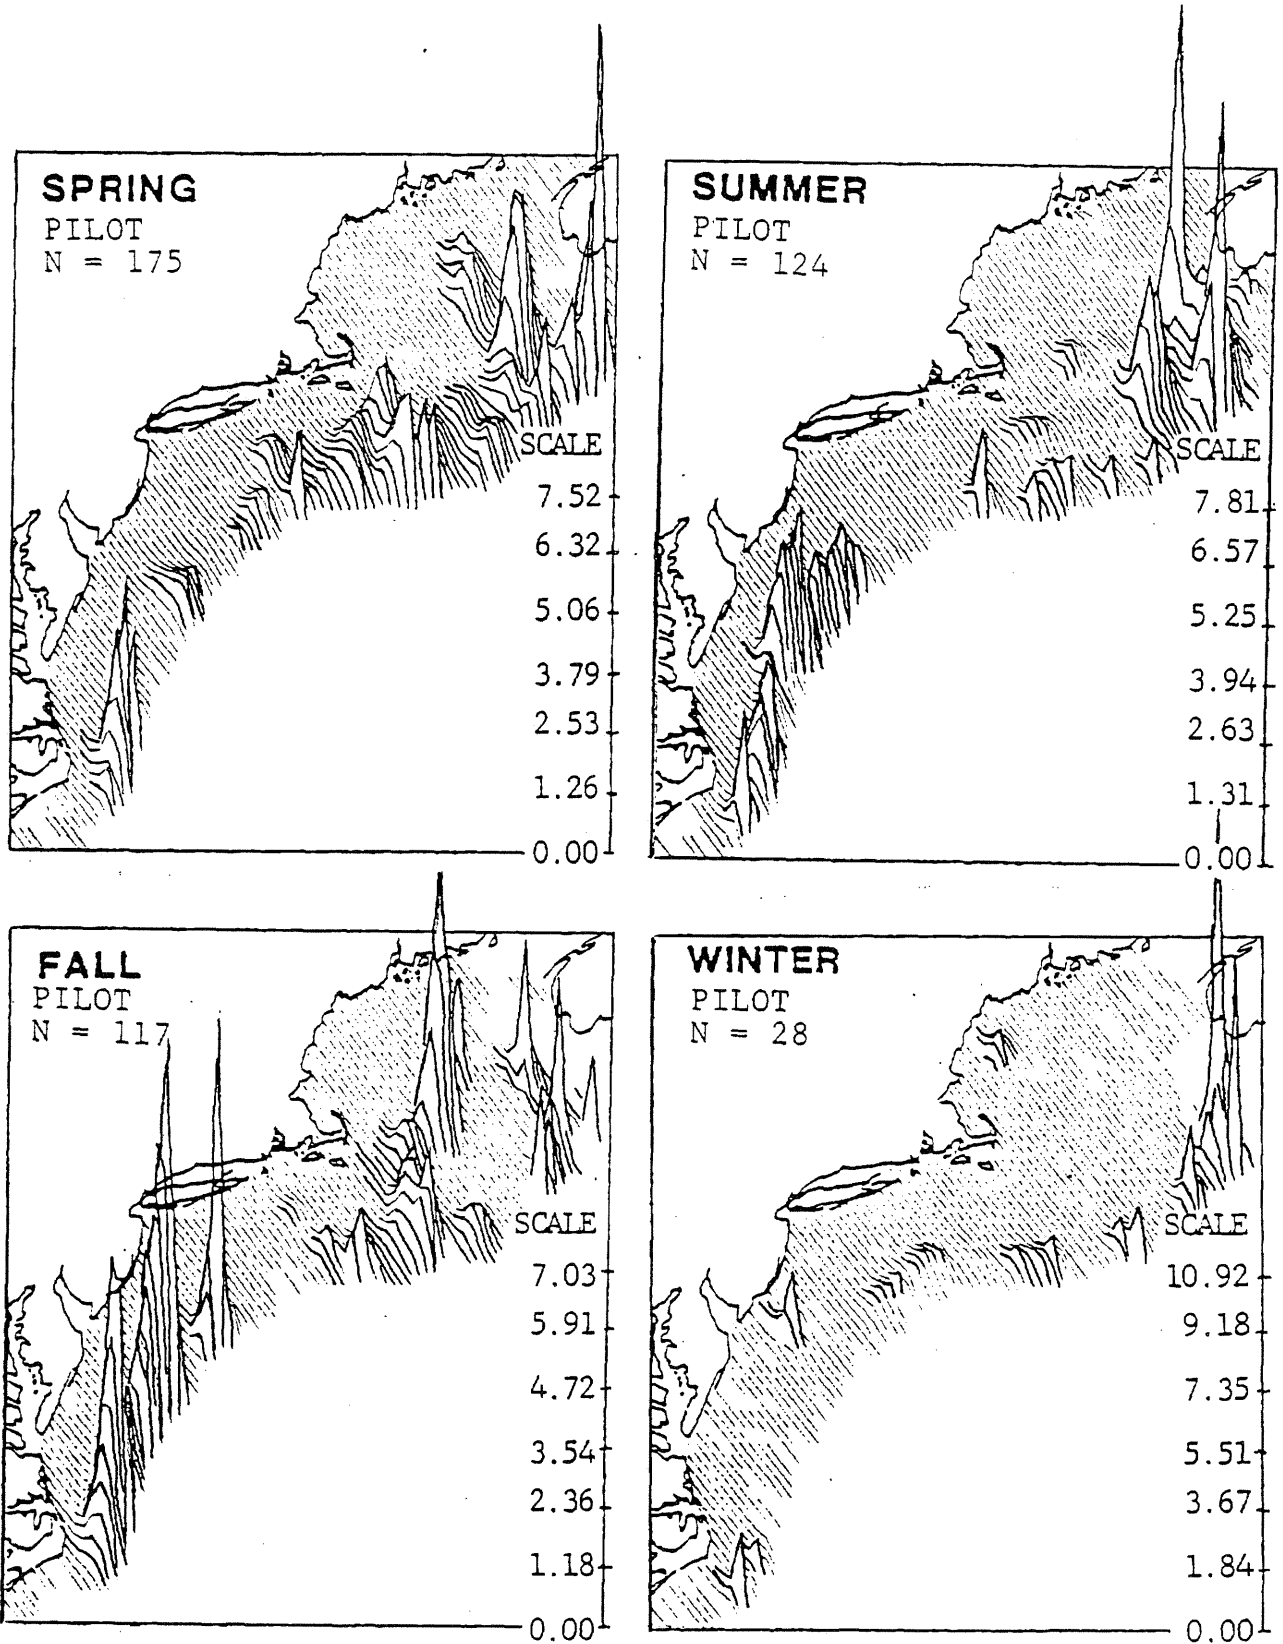 SPRING
PILOT
N = 175
SCALE
7.52
6.32
5.06
3.79
2.53
1.26
0.00
SUMMER
PILOT
N = 124
SCALE
7.81
6.57
5.25
3.94
2.63
1.31
0.00
FALL
PILOT
N = 117
SCALE
7.03
5.91
4.72
3.54
2.36
1.18
0.00
WINTER
PILOT
N = 28
SCALE
10.92
9.18
7.35
5.51
3.67
1.84
0.00